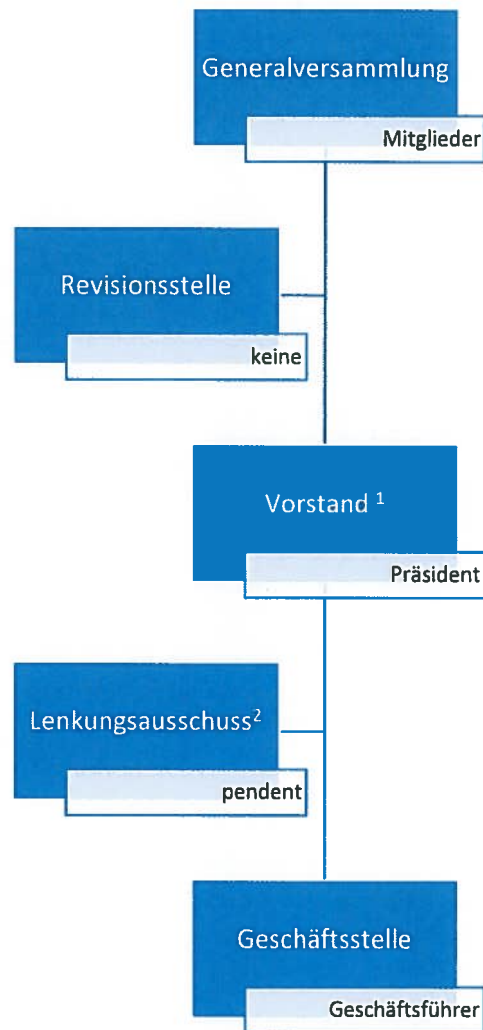 Generalversammlung
Mitglieder
Revisionsstelle
keine
Vorstand ¹
Präsident
Lenkungsausschuss²
pendent
Geschäftsstelle
Geschäftsführer